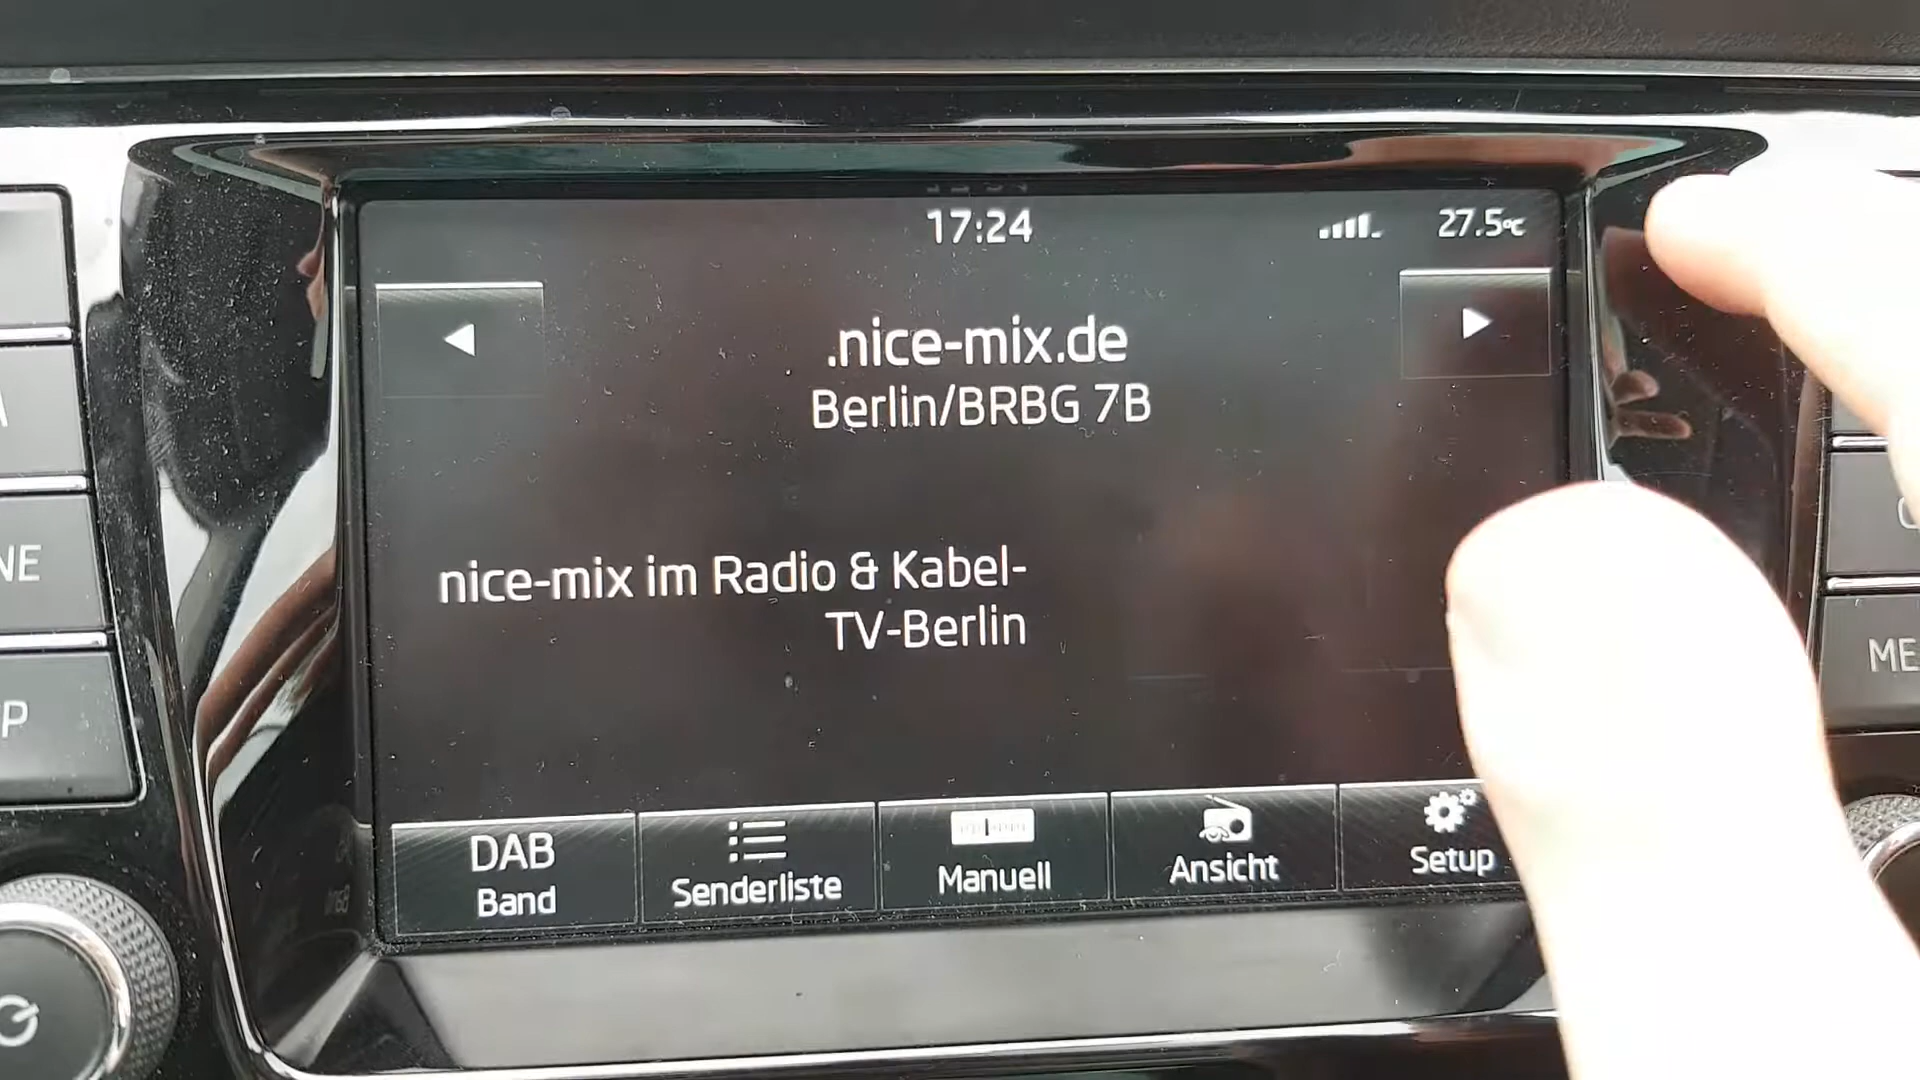 17:24
27.5°C
.nice-mix.de
Berlin/BRBG 7B
nice-mix im Radio & Kabel-
TV-Berlin
DAB
Band
Senderliste
Manuell
Ansicht
Setup
NE
P
ME